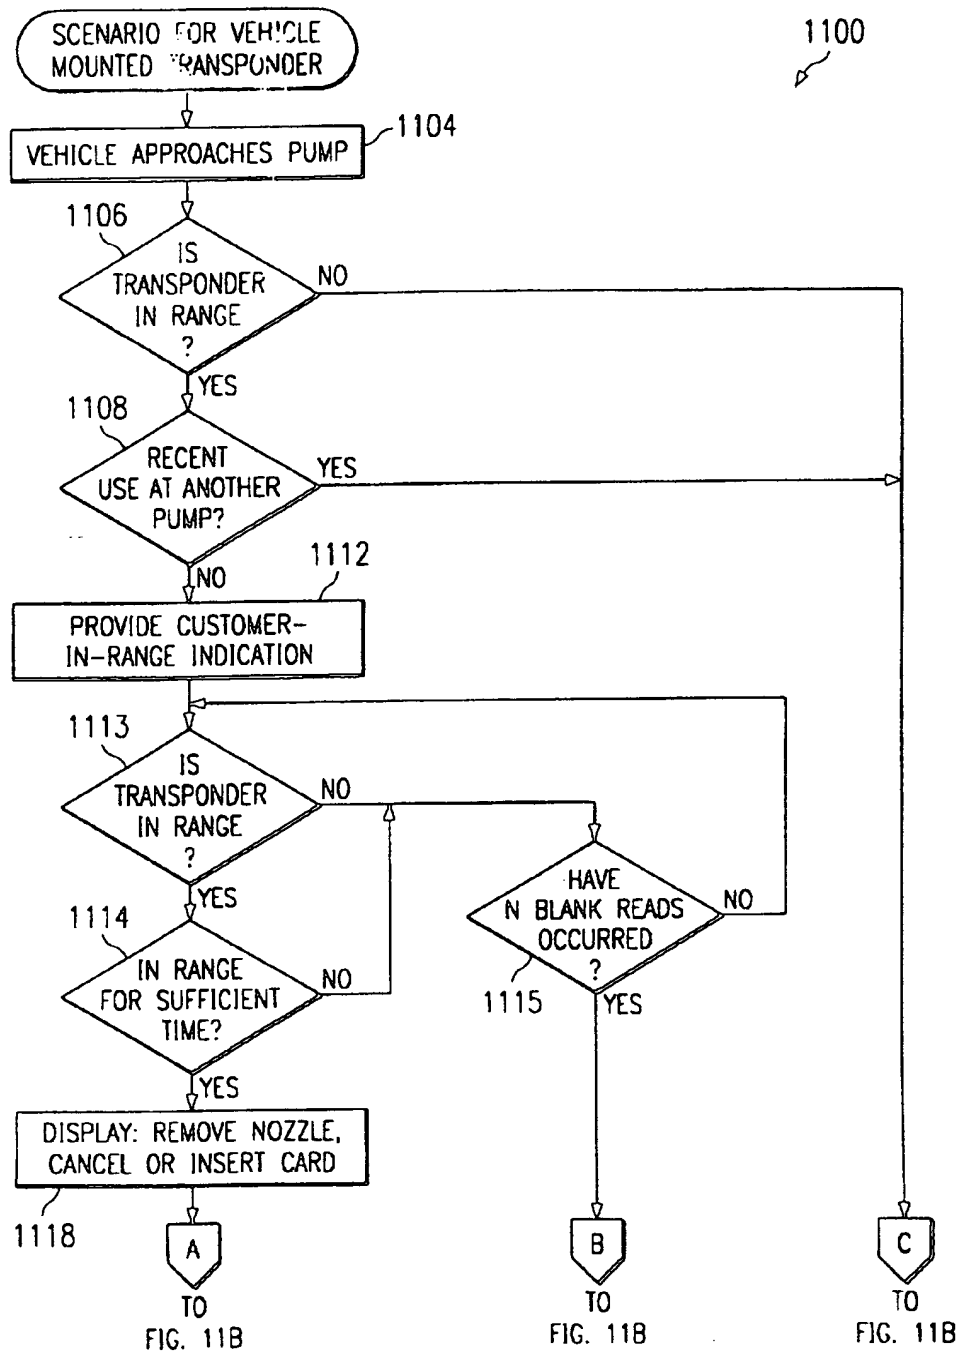 SCENARIO FOR VEHICLE
MOUNTED TRANSPONDER
1100
1104
VEHICLE APPROACHES PUMP
1106
IS
TRANSPONDER
IN RANGE
?
NO
YES
1108
RECENT
USE AT ANOTHER
PUMP?
YES
NO
1112
PROVIDE CUSTOMER-
IN-RANGE INDICATION
1113
IS
TRANSPONDER
IN RANGE
?
NO
YES
1114
IN RANGE
FOR SUFFICIENT
TIME?
NO
YES
HAVE
N BLANK READS
OCCURRED
?
NO
1115
YES
DISPLAY: REMOVE NOZZLE,
CANCEL OR INSERT CARD
1118
A
TO
FIG. 11B
B
TO
FIG. 11B
C
TO
FIG. 11B